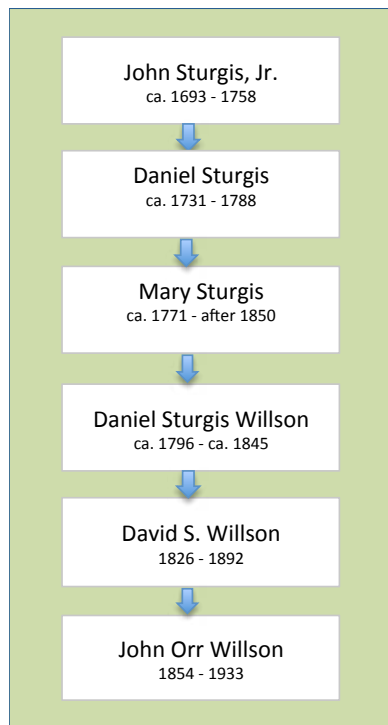 John Sturgis, Jr.
ca. 1693 - 1758
Daniel Sturgis
ca. 1731 - 1788
Mary Sturgis
ca. 1771 - after 1850
Daniel Sturgis Willson
ca. 1796 - ca. 1845
David S. Willson
1826 - 1892
John Orr Willson
1854 - 1933